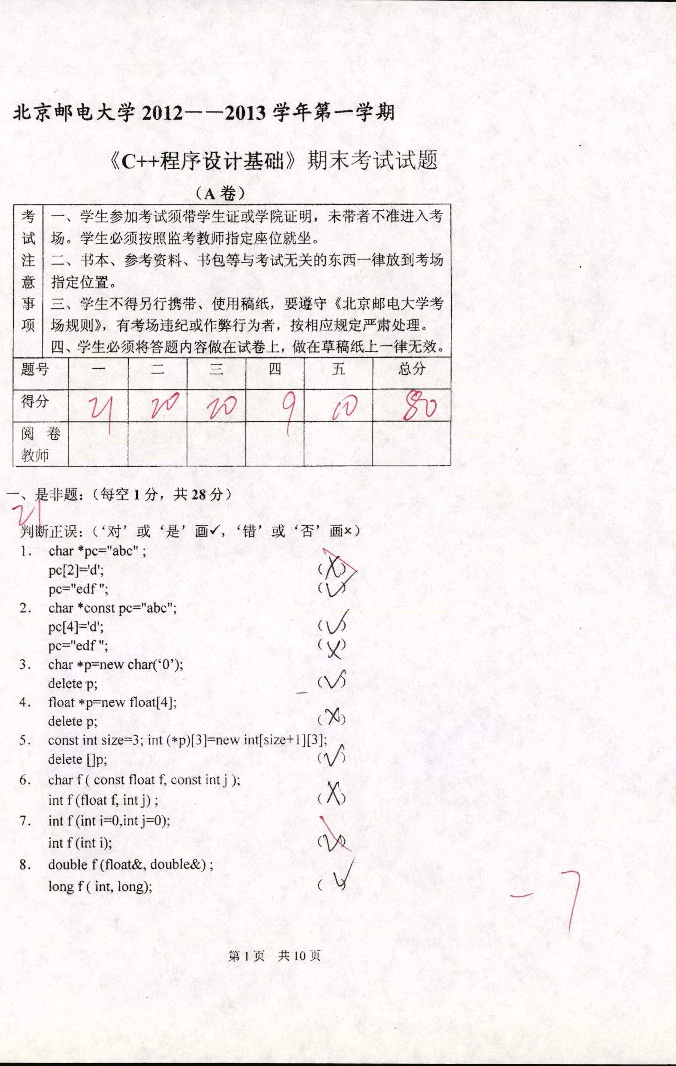 北京邮电大学 2012——2013 学年第一学期
《C++程序设计基础》期末考试试题
（A 卷）
考试注意事项
一、学生参加考试须带学生证或学院证明，未带者不准进入考
场。学生必须按照监考教师指定座位就坐。
二、书本、参考资料、书包等与考试无关的东西一律放到考场
指定位置。
三、学生不得另行携带、使用稿纸，要遵守《北京邮电大学考
场规则》，有考场违纪或作弊行为者，按相应规定严肃处理。
四、学生必须将答题内容做在试卷上，做在草稿纸上一律无效。
题号 一 二 三 四 五 总分
得分 21 20 20 9 10 80
阅 卷
教师
一、是非题：（每空 1 分，共 28 分）
21
判断正误：（‘对’或‘是’画✓，‘错’或‘否’画×）
1. char *pc="abc" ;
pc[2]='d'; (×)
pc="edf "; (✓)
2. char *const pc="abc";
pc[4]='d'; (✓)
pc="edf "; (×)
3. char *p=new char('0');
delete p; (✓)
4. float *p=new float[4];
delete p; (×)
5. const int size=3; int (*p)[3]=new int[size+1][3];
delete []p; (✓)
6. char f ( const float f, const int j );
int f (float f, int j) ; (×)
7. int f (int i=0,int j=0);
int f (int i); (✓)
8. double f (float&, double&) ;
long f ( int, long); (✓)
-7
第 1 页 共 10 页